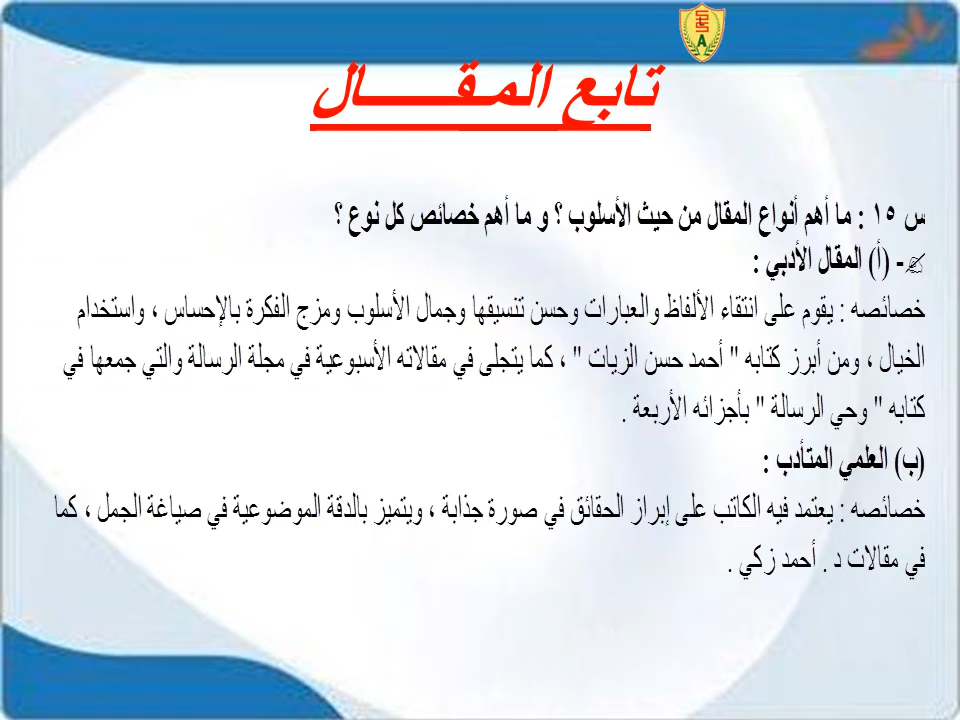 تابع المقـــــال
س ١٥ : ما أهم أنواع المقال من حيث الأسلوب ؟ و ما أهم خصائص كل نوع ؟
✍- (أ) المقال الأدبي :
خصائصه : يقوم على انتقاء الألفاظ والعبارات وحسن تنسيقها وجمال الأسلوب ومزج الفكرة بالإحساس ، واستخدام
الخيال ، ومن أبرز كتابه " أحمد حسن الزيات " ، كما يتجلى في مقالاته الأسبوعية في مجلة الرسالة والتي جمعها في
كتابه " وحي الرسالة " بأجزائه الأربعة .
(ب) العلمي المتأدب :
خصائصه : يعتمد فيه الكاتب على إبراز الحقائق في صورة جذابة ، ويتميز بالدقة الموضوعية في صياغة الجمل ، كما
في مقالات د . أحمد زكي .